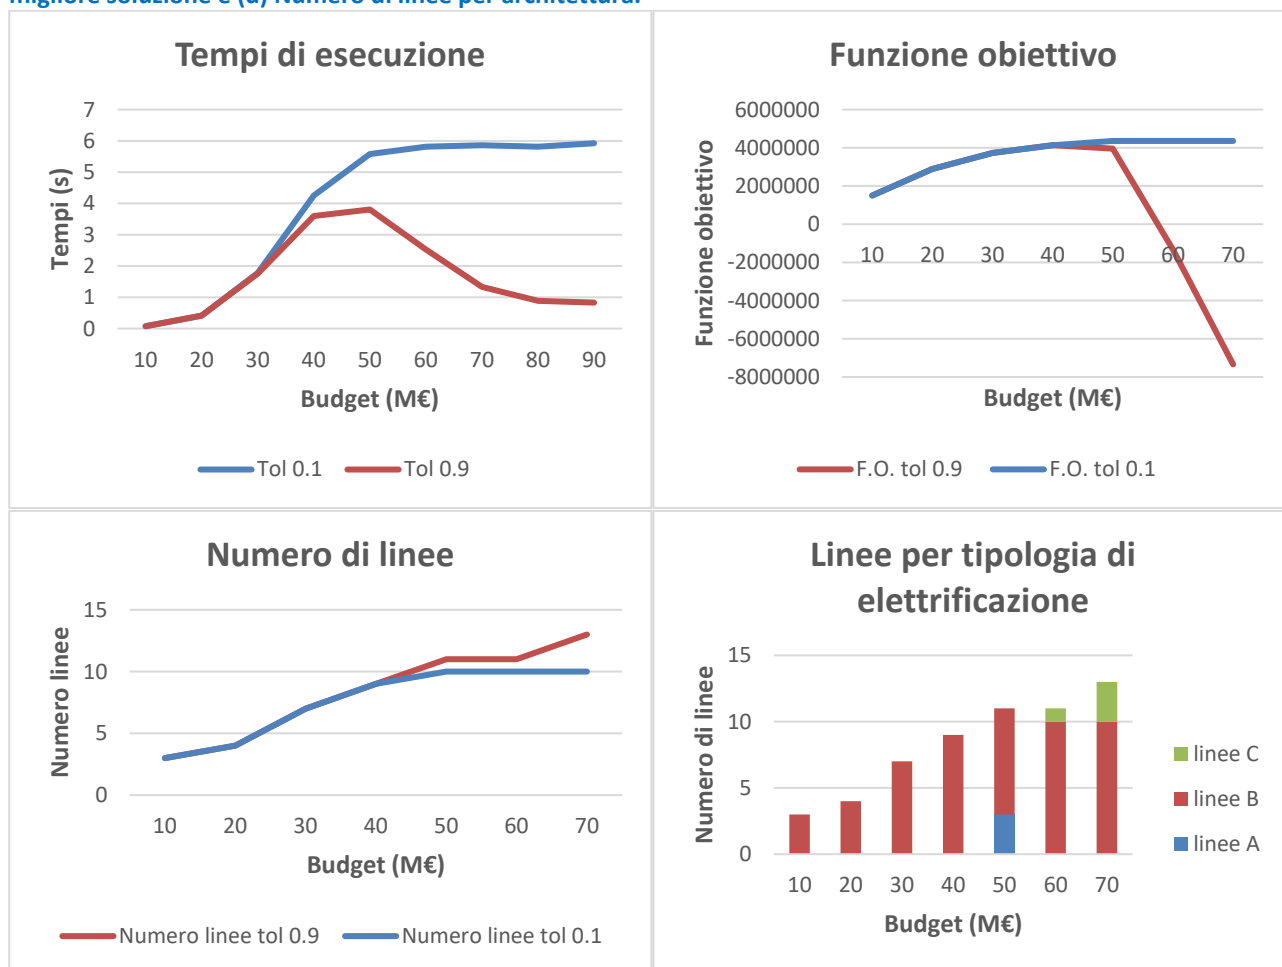 migliore soluzione e (d) Numero di linee per architettura.
Tempi di esecuzione
Tempi (s)
7
6
5
4
3
2
1
0
10 20 30 40 50 60 70 80 90
Budget (M€)
Tol 0.1 Tol 0.9
Funzione obiettivo
Funzione obiettivo
6000000
4000000
2000000
0
-2000000
-4000000
-6000000
-8000000
10 20 30 40 50 60 70
Budget (M€)
F.O. tol 0.9 F.O. tol 0.1
Numero di linee
Numero linee
15
10
5
0
10 20 30 40 50 60 70
Budget (M€)
Numero linee tol 0.9 Numero linee tol 0.1
Linee per tipologia di
elettrificazione
Numero di linee
15
10
5
0
10 20 30 40 50 60 70
Budget (M€)
linee C
linee B
linee A